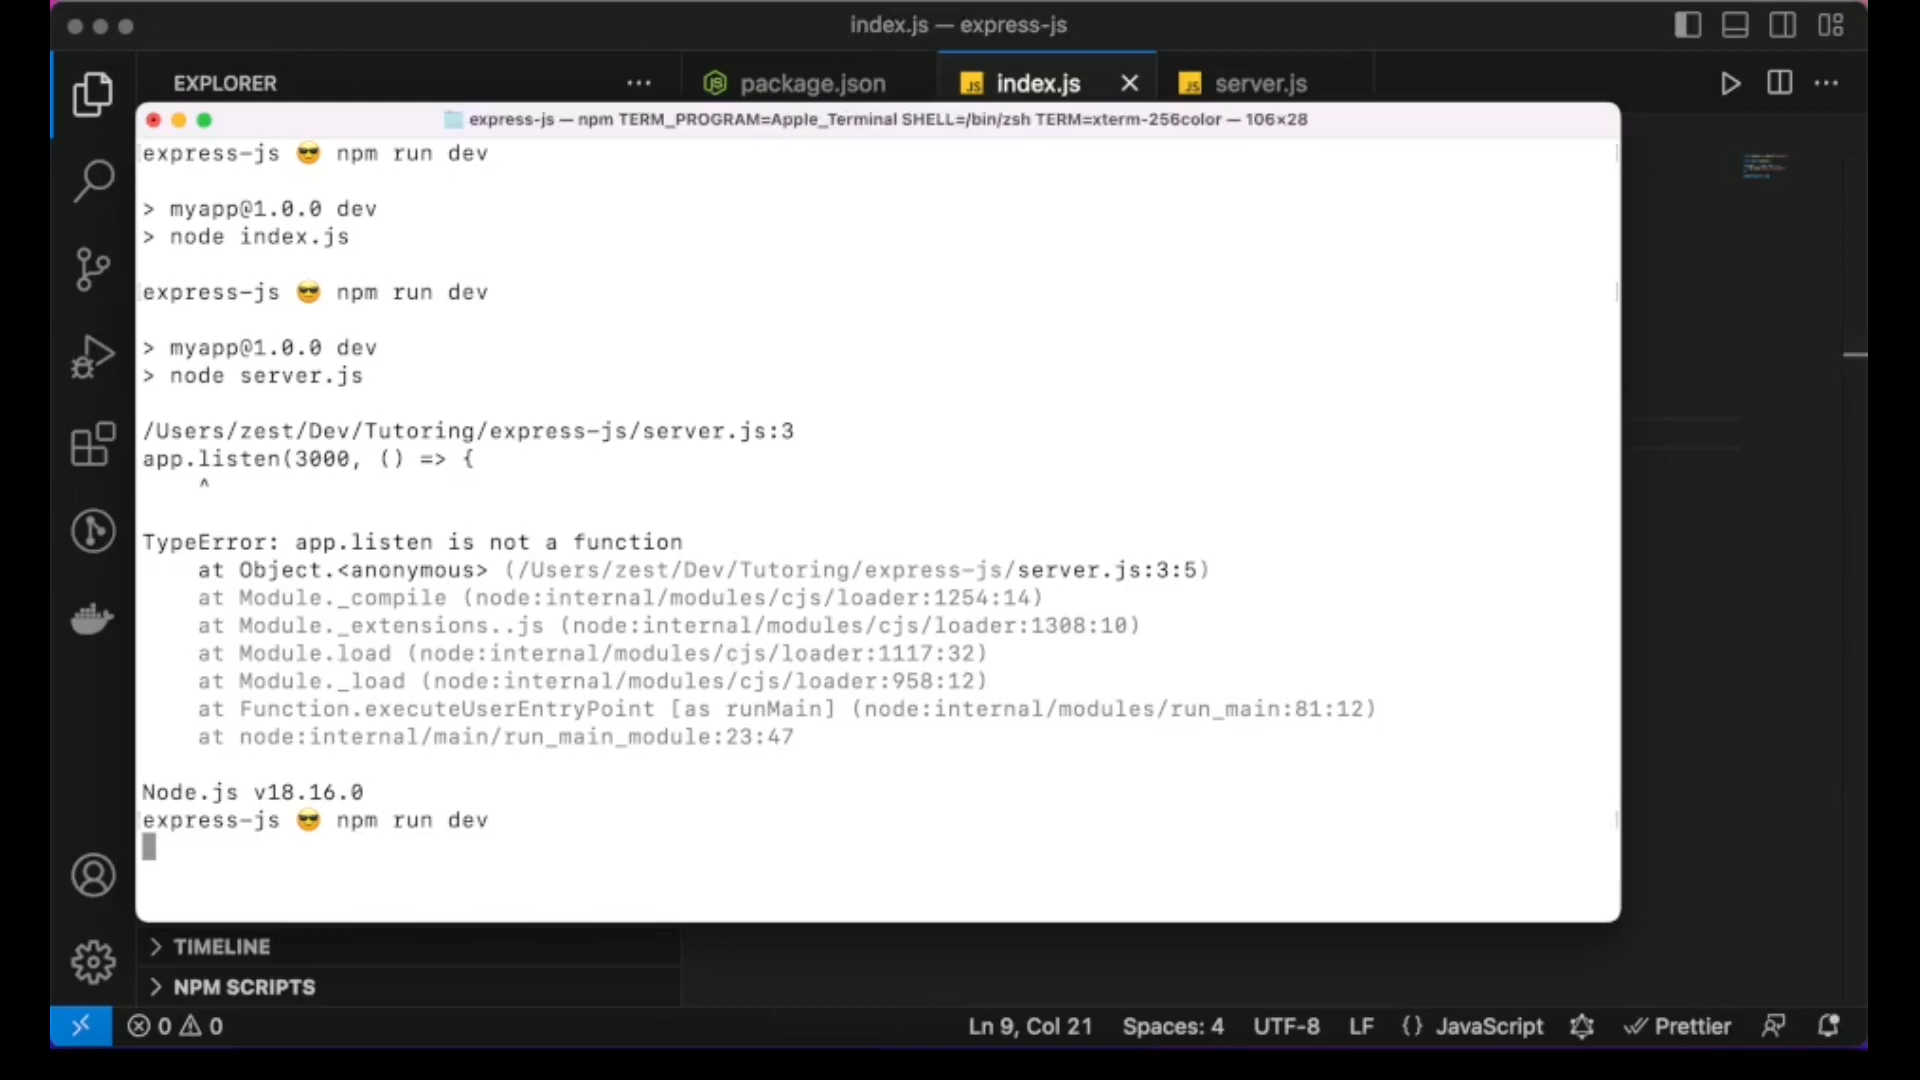 index.js — express-js
EXPLORER
package.json
JS index.js
JS server.js
express-js — npm TERM_PROGRAM=Apple_Terminal SHELL=/bin/zsh TERM=xterm-256color — 106×28
express-js 😎 npm run dev
> myapp@1.0.0 dev
> node index.js
express-js 😎 npm run dev
> myapp@1.0.0 dev
> node server.js
/Users/zest/Dev/Tutoring/express-js/server.js:3
app.listen(3000, () => {
^
TypeError: app.listen is not a function
at Object.<anonymous> (/Users/zest/Dev/Tutoring/express-js/server.js:3:5)
at Module._compile (node:internal/modules/cjs/loader:1254:14)
at Module._extensions..js (node:internal/modules/cjs/loader:1308:10)
at Module.load (node:internal/modules/cjs/loader:1117:32)
at Module._load (node:internal/modules/cjs/loader:958:12)
at Function.executeUserEntryPoint [as runMain] (node:internal/modules/run_main:81:12)
at node:internal/main/run_main_module:23:47
Node.js v18.16.0
express-js 😎 npm run dev
TIMELINE
NPM SCRIPTS
0 0 Ln 9, Col 21 Spaces: 4 UTF-8 LF {} JavaScript Prettier